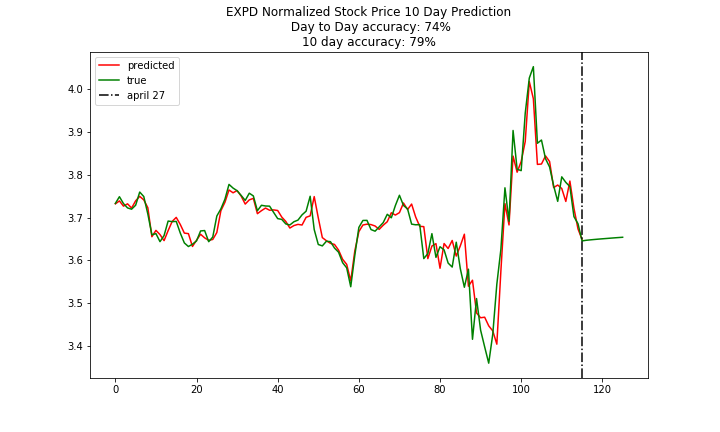 EXPD Normalized Stock Price 10 Day Prediction
Day to Day accuracy: 74%
10 day accuracy: 79%
predicted
true
april 27
4.0
3.9
3.8
3.7
3.6
3.5
3.4
0 20 40 60 80 100 120